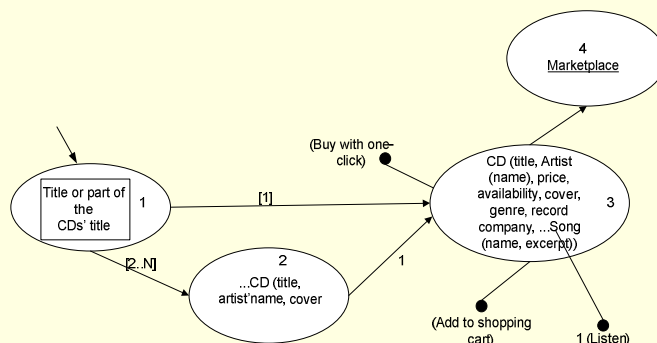 4
Marketplace
(Buy with one-
click)
CD (title, Artist
(name), price,
availability, cover,
genre, record
company, ...Song
(name, excerpt))
3
Title or part of
the
CDs' title
1
[1]
[2..N]
2
...CD (title,
artist'name, cover
1
(Add to shopping
cart)
1 (Listen)